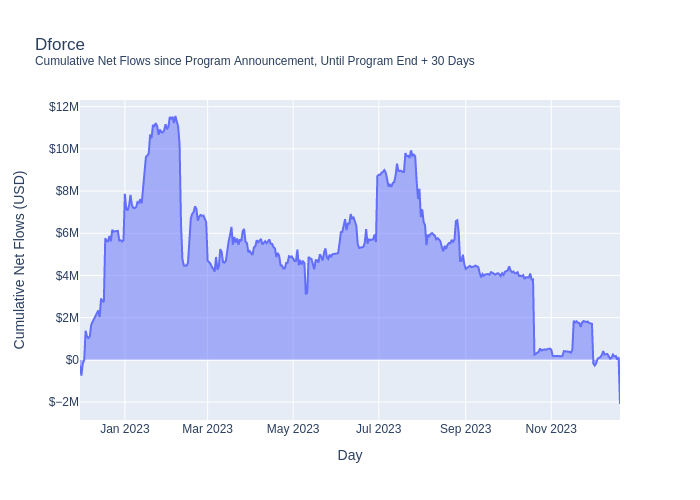 Dforce
Cumulative Net Flows since Program Announcement, Until Program End + 30 Days
$12M
$10M
$8M
$6M
$4M
$2M
$0
$−2M
Cumulative Net Flows (USD)
Jan 2023 Mar 2023 May 2023 Jul 2023 Sep 2023 Nov 2023
Day